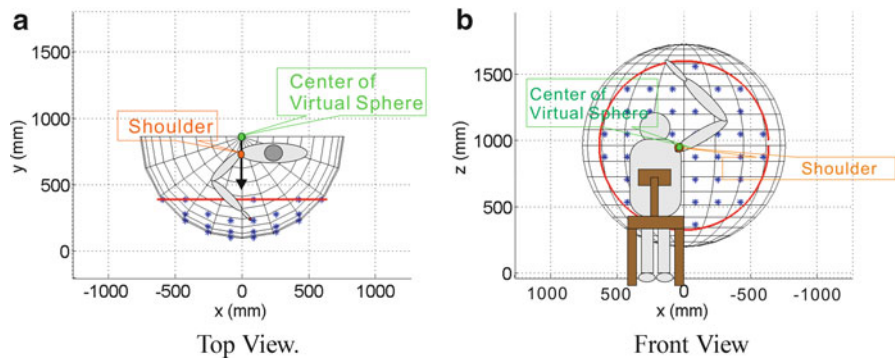 a
1500
1000
500
0
y (mm)
Center of
Virtual Sphere
Shoulder
-1000
-500
0
500
1000
x (mm)
Top View.
b
1500
1000
500
0
z (mm)
Center of
Virtual Sphere
Shoulder
1000
500
0
-500
-1000
x (mm)
Front View